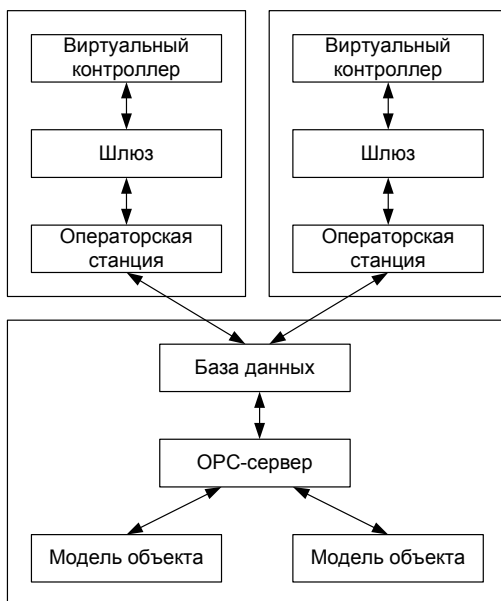 Виртуальный
контроллер
Шлюз
Операторская
станция
Виртуальный
контроллер
Шлюз
Операторская
станция
База данных
OPC-сервер
Модель объекта
Модель объекта